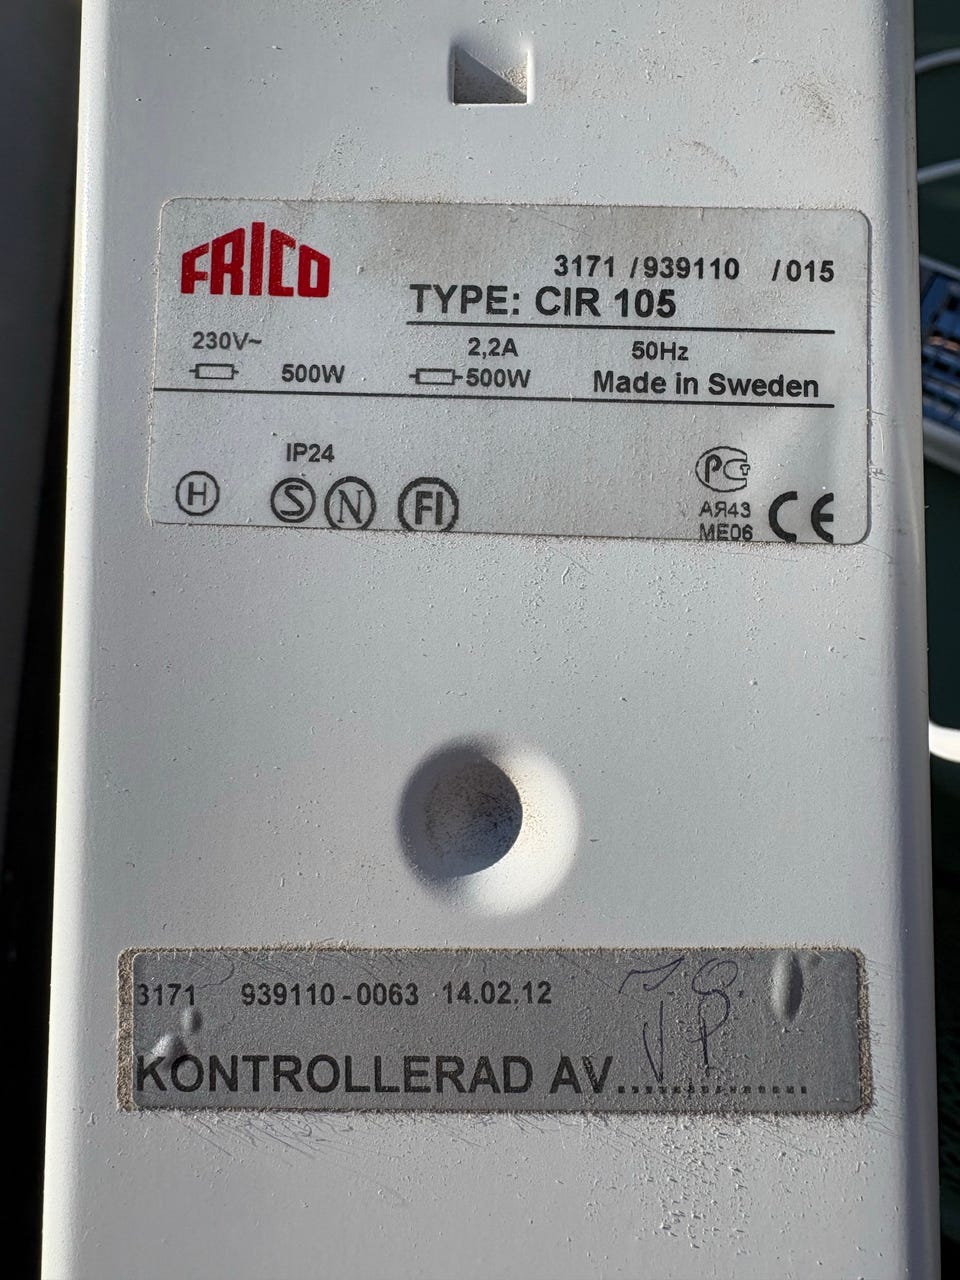 FRICO
3171 /939110 /015
TYPE: CIR 105
230V~ 2,2A 50Hz
500W 500W Made in Sweden
IP24
H S N FI
PC
АЯ43
ME06
CE
3171 939110-0063 14.02.12
KONTROLLERAD AV..................